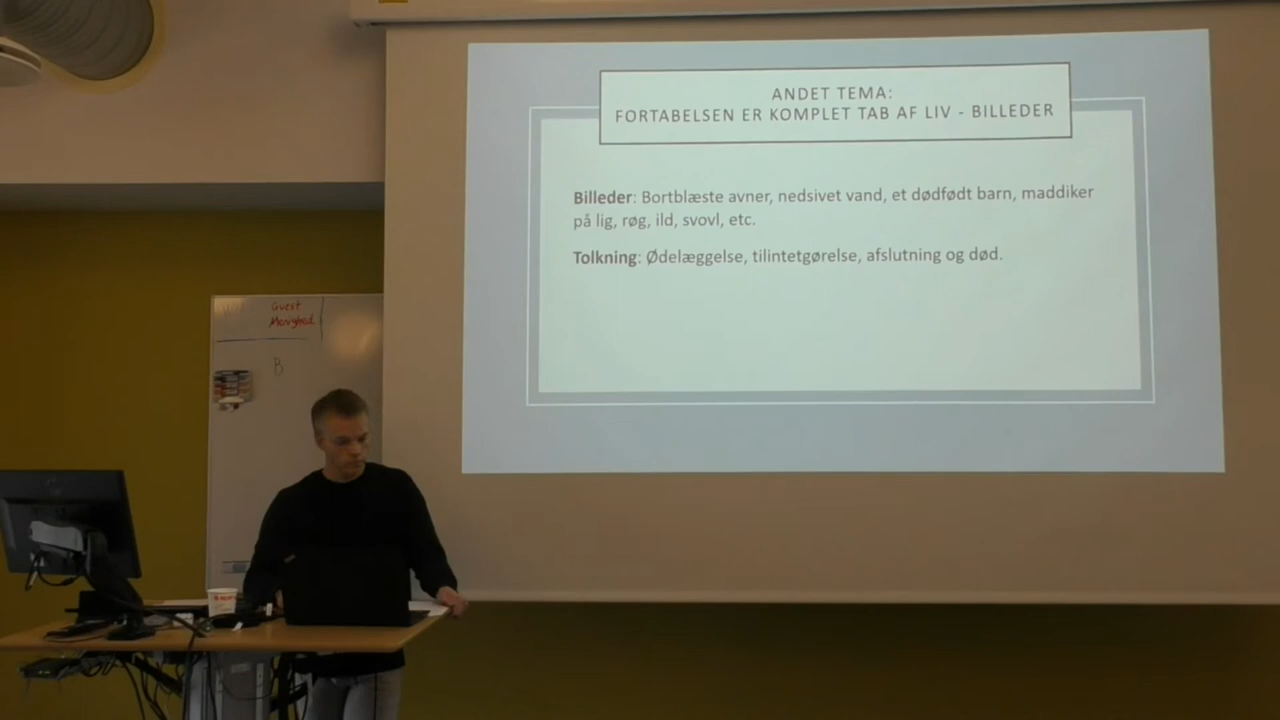 ANDET TEMA:
FORTABELSEN ER KOMPLET TAB AF LIV - BILLEDER
Billeder: Bortblæste avner, nedsivet vand, et dødfødt barn, maddiker
på lig, røg, ild, svovl, etc.
Tolkning: Ødelæggelse, tilintetgørelse, afslutning og død.
Guest
B